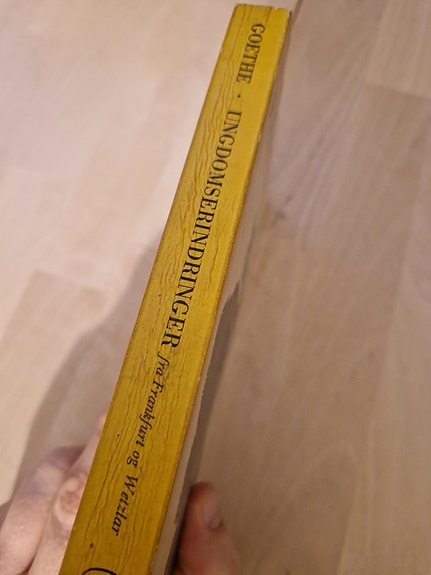 GOETHE · UNGDOMSERINDRINGER fra Frankfurt og Wetzlar